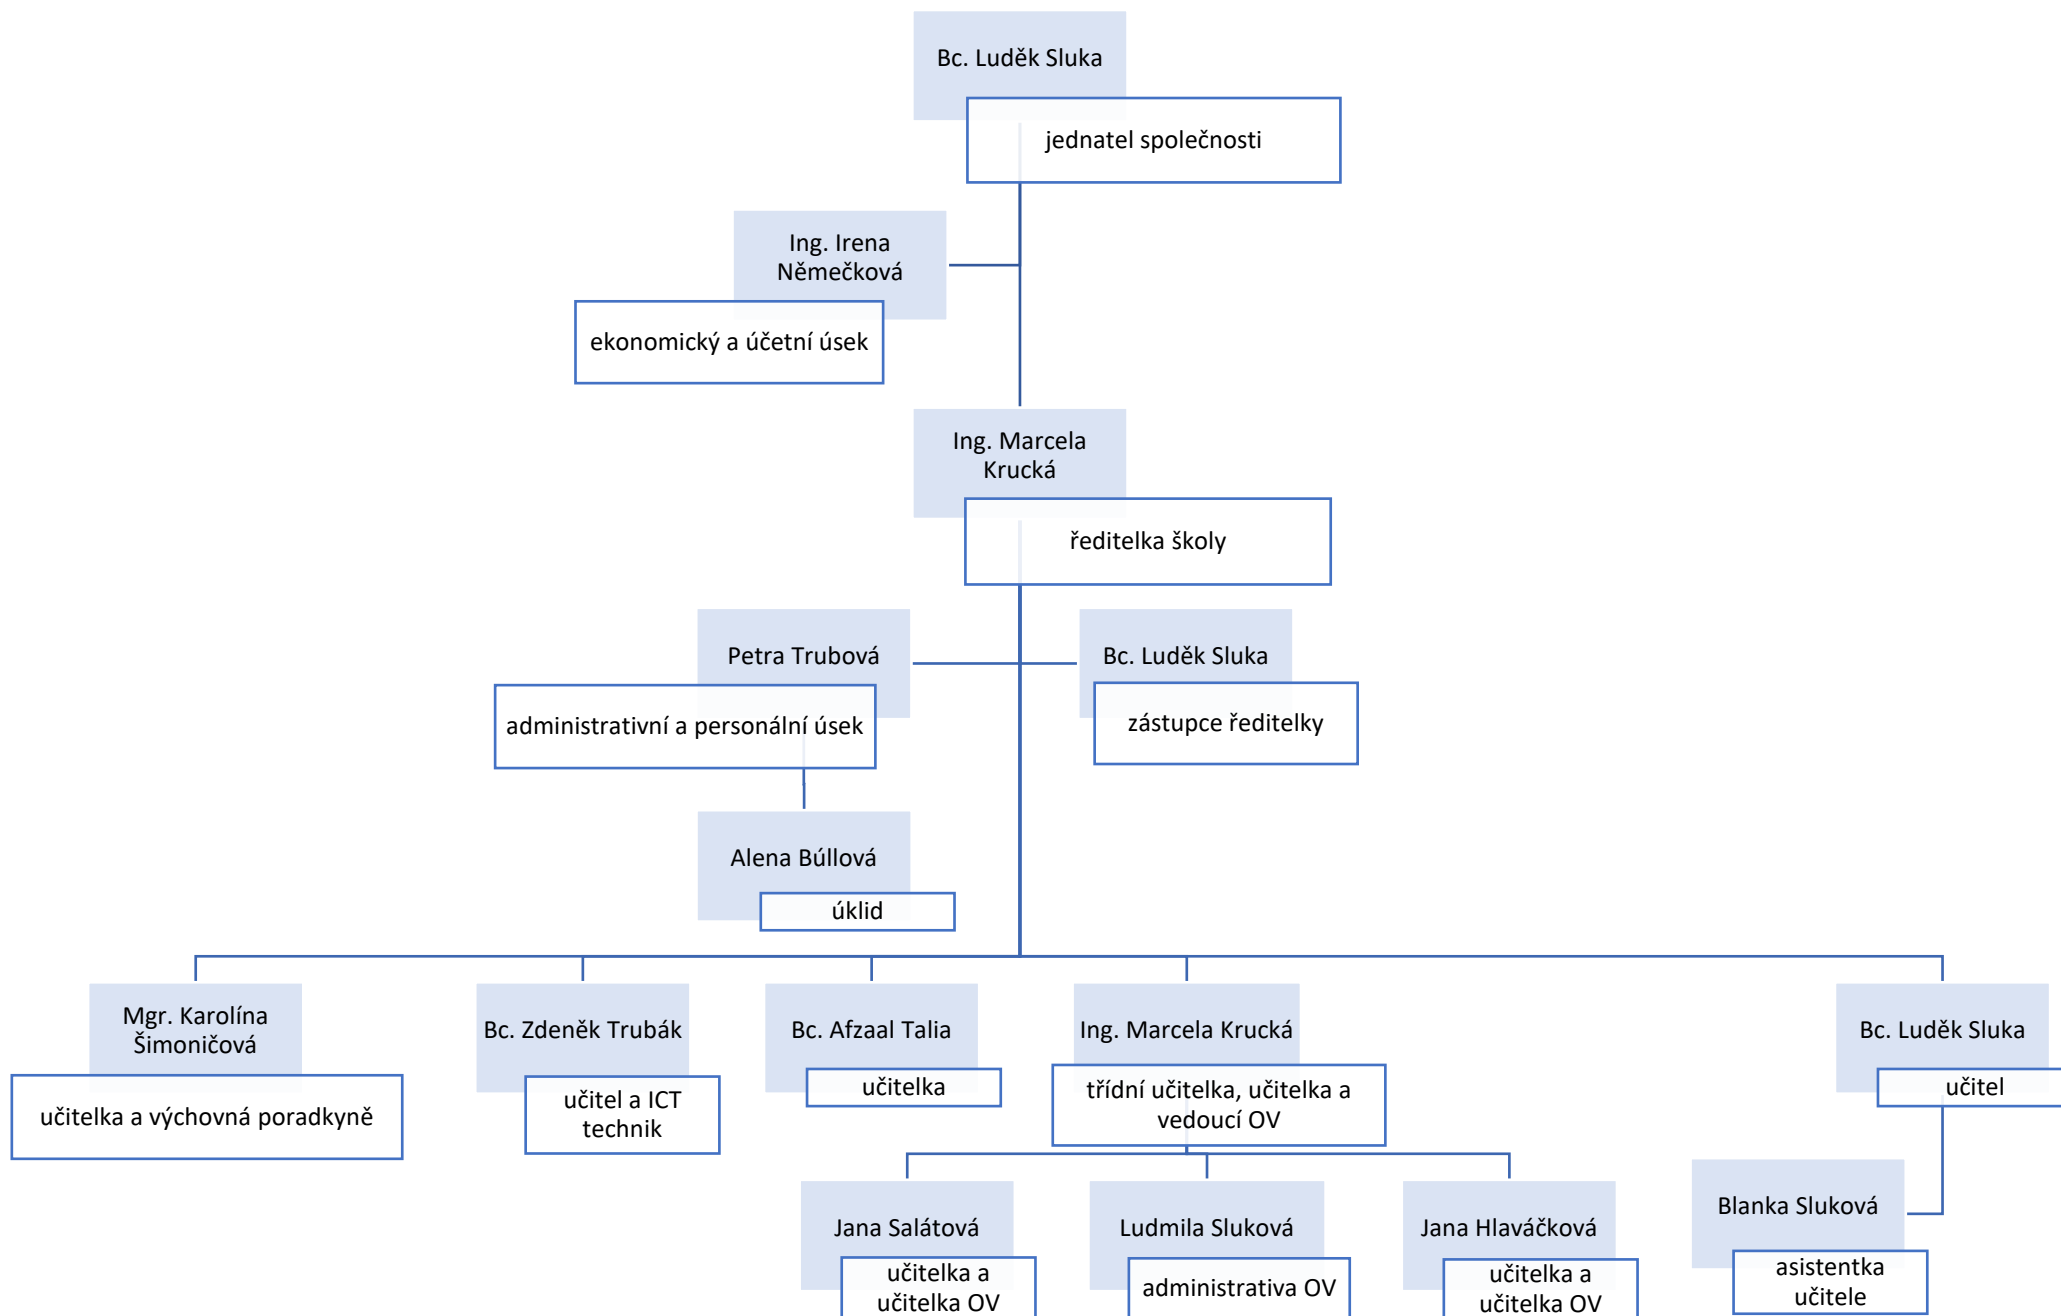 Bc. Luděk Sluka
jednatel společnosti
Ing. Irena
Němečková
ekonomický a účetní úsek
Ing. Marcela
Krucká
ředitelka školy
Petra Trubová
administrativní a personální úsek
Bc. Luděk Sluka
zástupce ředitelky
Alena Búllová
úklid
Mgr. Karolína
Šimoničová
učitelka a výchovná poradkyně
Bc. Zdeněk Trubák
učitel a ICT
technik
Bc. Afzaal Talia
učitelka
Ing. Marcela Krucká
třídní učitelka, učitelka a
vedoucí OV
Bc. Luděk Sluka
učitel
Jana Salátová
učitelka a
učitelka OV
Ludmila Sluková
administrativa OV
Jana Hlaváčková
učitelka a
učitelka OV
Blanka Sluková
asistentka
učitele